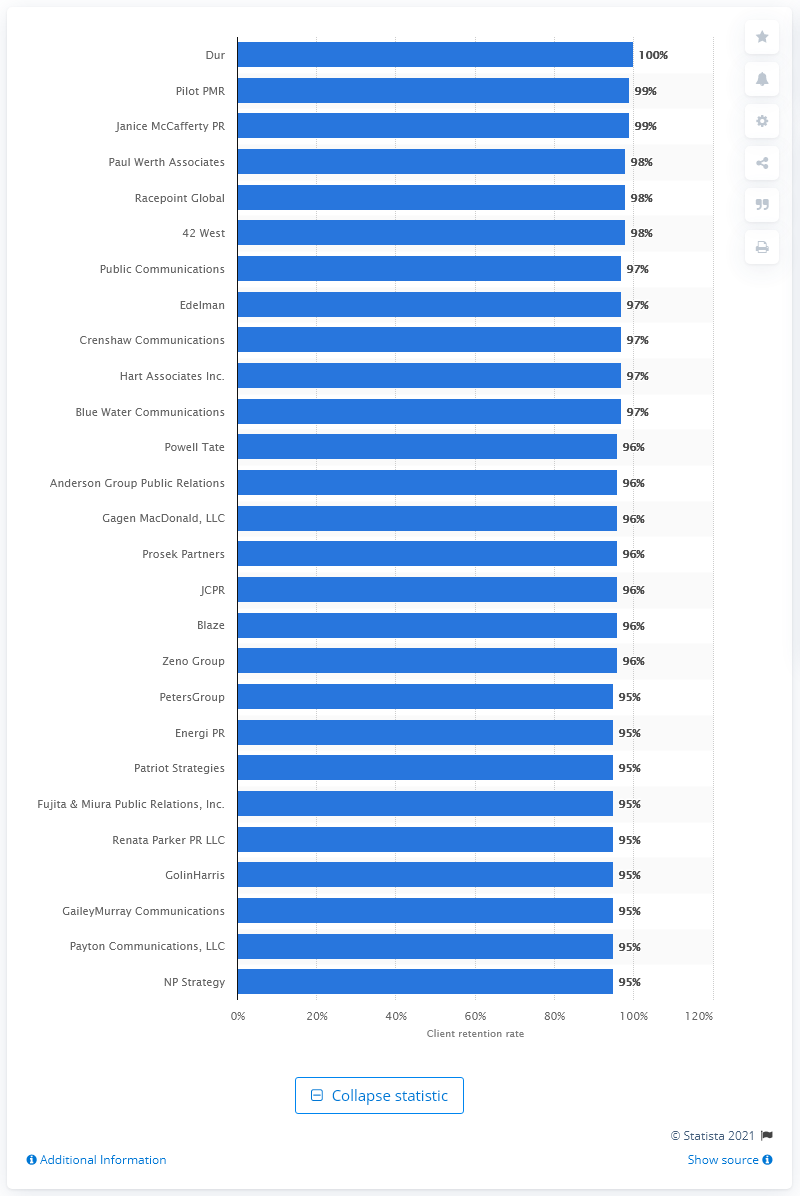 Dur 100%
Pilot PMR 99%
Janice McCafferty PR 99%
Paul Werth Associates 98%
Racepoint Global 98%
42 West 98%
Public Communications 97%
Edelman 97%
Crenshaw Communications 97%
Hart Associates Inc. 97%
Blue Water Communications 97%
Powell Tate 96%
Anderson Group Public Relations 96%
Gagen MacDonald, LLC 96%
Prosek Partners 96%
JCPR 96%
Blaze 96%
Zeno Group 96%
PetersGroup 95%
Energi PR 95%
Patriot Strategies 95%
Fujita & Miura Public Relations, Inc. 95%
Renata Parker PR LLC 95%
GolinHarris 95%
GaileyMurray Communications 95%
Payton Communications, LLC 95%
NP Strategy 95%
0% 20% 40% 60% 80% 100% 120%
Client retention rate
Collapse statistic
© Statista 2021
Additional Information Show source